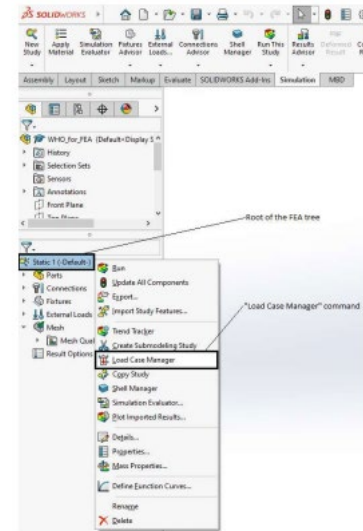 SOLIDWORKS
New Study
Apply Material
Simulation Evaluator
Fixtures Advisor
External Loads...
Connections Advisor
Shell Manager
Run This Study
Results Advisor
Deformed Result
Assembly Layout Sketch Markup Evaluate SOLIDWORKS Add-Ins Simulation MBD
WHO_for_FEA (Default<Display S
History
Selection Sets
Sensors
Annotations
Front Plane
Top Plane
Root of the FEA tree
Static 1 (-Default-)
Parts
Connections
Fixtures
External Loads
Mesh
Mesh Qual
Result Options
Run
Update All Components
Export...
Import Study Features...
Trend Tracker
Create Submodeling Study
Load Case Manager
Copy Study
Shell Manager
Simulation Evaluator...
Plot Imported Results...
Details...
Properties...
Mass Properties...
Define Function Curves...
Rename
Delete
"Load Case Manager" command